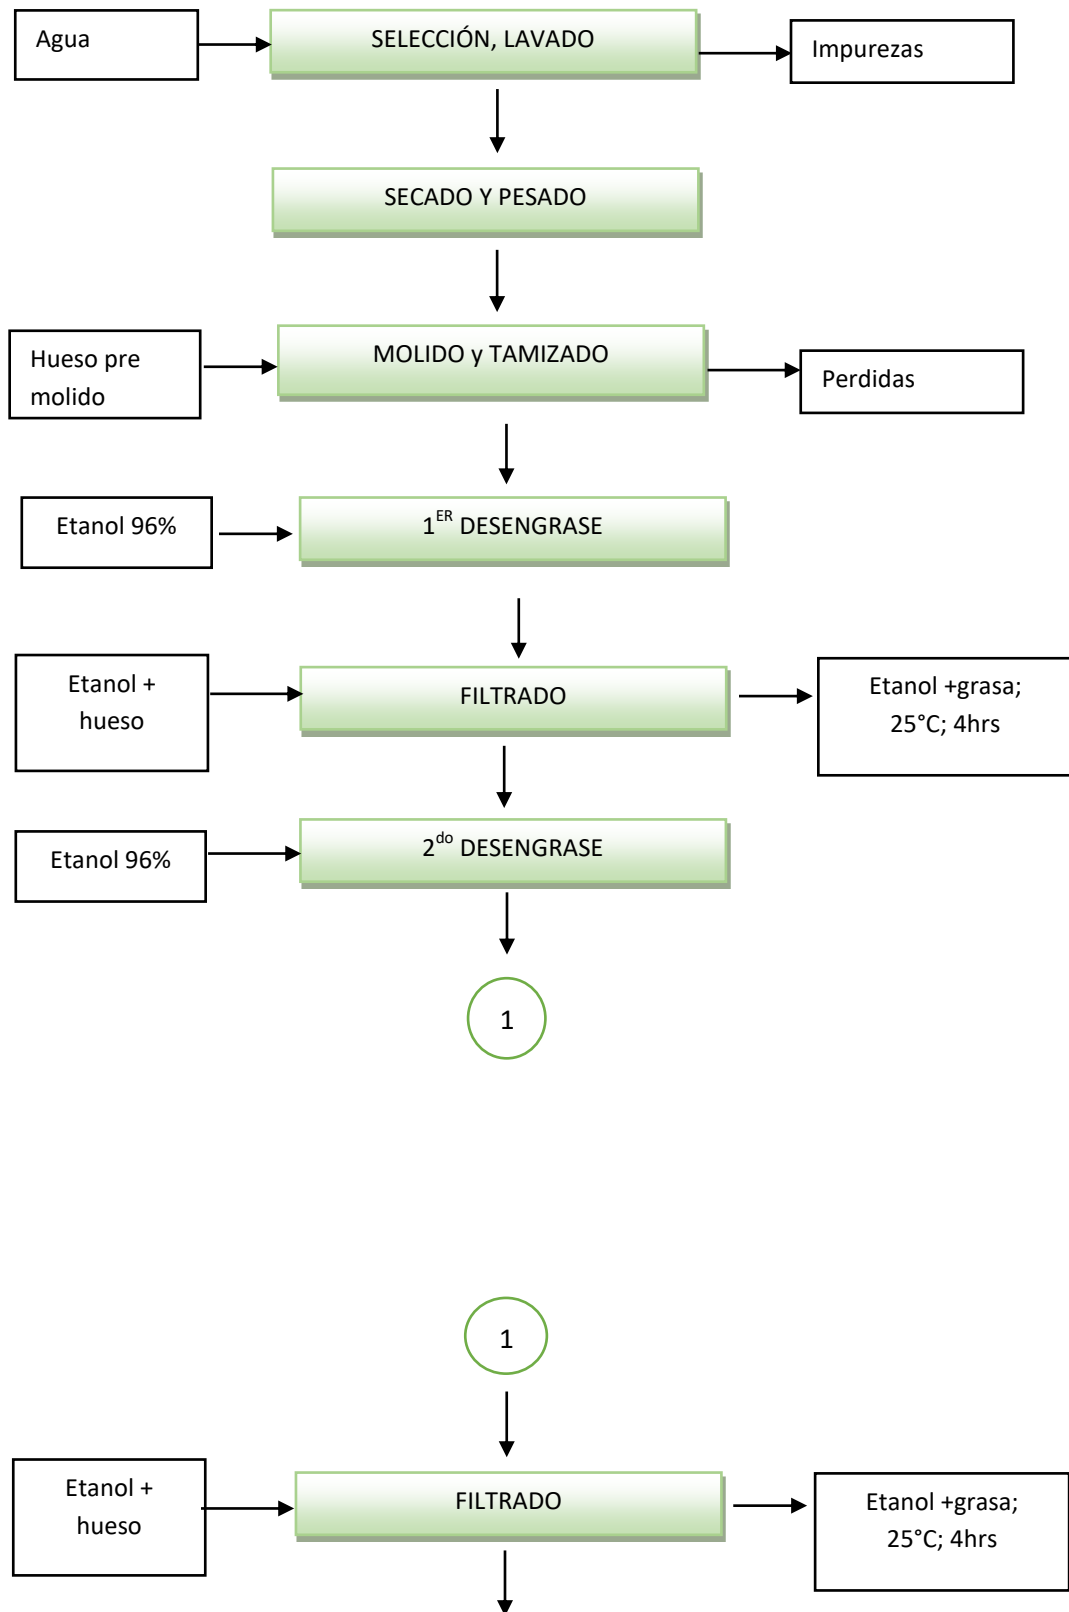 Agua
SELECCIÓN, LAVADO
Impurezas
SECADO Y PESADO
Hueso pre
molido
MOLIDO y TAMIZADO
Perdidas
Etanol 96%
1ER DESENGRASE
Etanol +
hueso
FILTRADO
Etanol +grasa;
25°C; 4hrs
Etanol 96%
2do DESENGRASE
1
1
Etanol +
hueso
FILTRADO
Etanol +grasa;
25°C; 4hrs